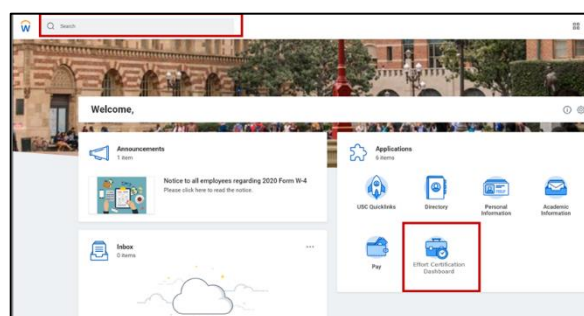 W
Search
Welcome,
Announcements
1 item
Notice to all employees regarding 2020 Form W-4
Please click here to read the notice.
Inbox
0 items
Applications
6 items
USC Quicklinks
Directory
Personal
Information
Academic
Information
Pay
Effort Certification
Dashboard